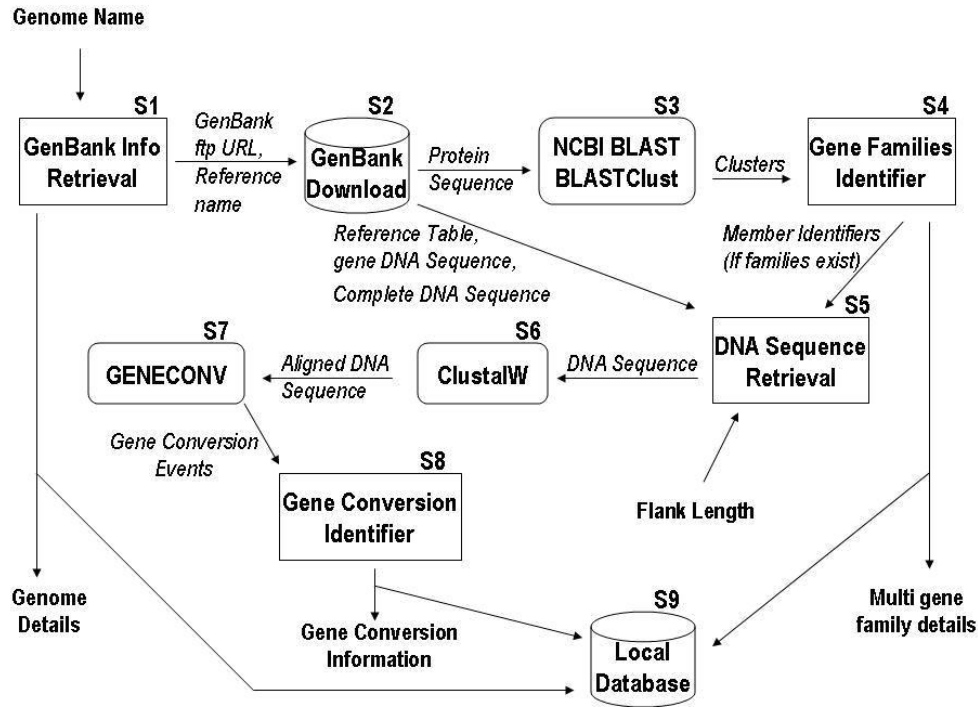 Genome Name
S1
GenBank Info
Retrieval
GenBank
ftp URL,
Reference
name
S2
GenBank
Download
Protein
Sequence
S3
NCBI BLAST
BLASTClust
Clusters
S4
Gene Families
Identifier
Reference Table,
gene DNA Sequence,
Complete DNA Sequence
Member Identifiers
(If families exist)
S5
DNA Sequence
Retrieval
DNA Sequence
S6
ClustalW
Aligned DNA
Sequence
S7
GENECONV
Gene Conversion
Events
S8
Gene Conversion
Identifier
Flank Length
Genome
Details
Gene Conversion
Information
S9
Local
Database
Multi gene
family details